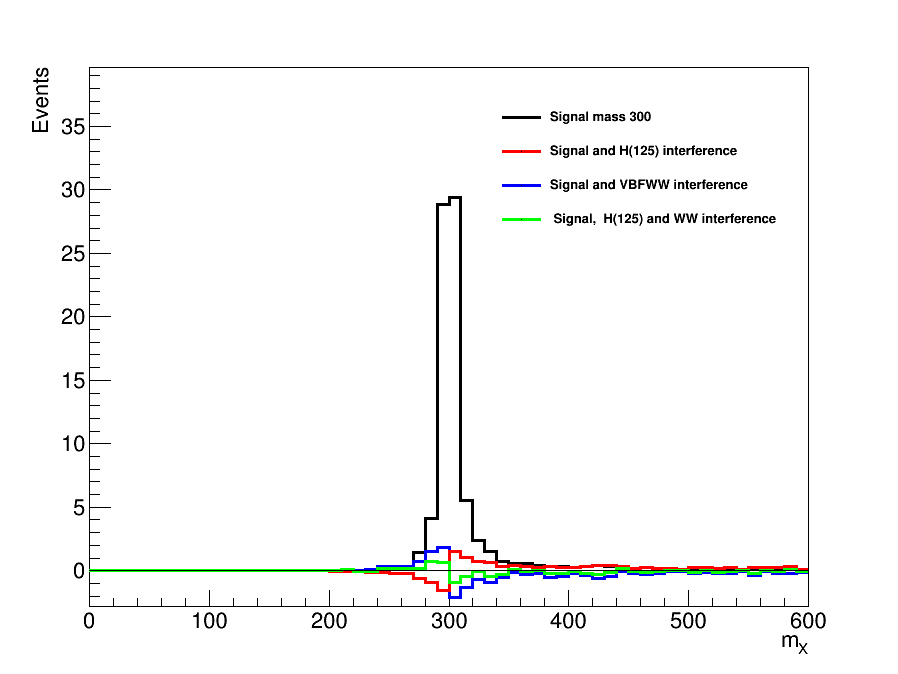 Events
35
30
25
20
15
10
5
0
Signal mass 300
Signal and H(125) interference
Signal and VBFWW interference
Signal,  H(125) and WW interference
0 100 200 300 400 500 600
mX